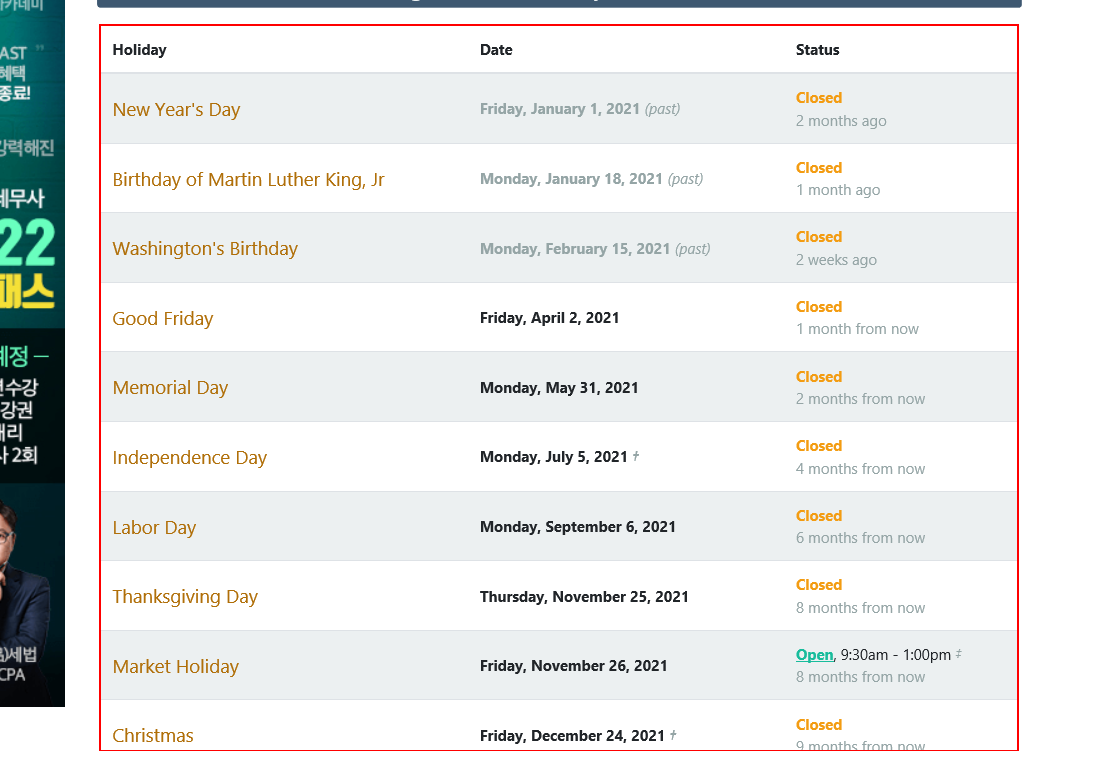 카데미
AST "
혜택
종료!
강력해진
세무사
22
패스
예정 –
수강
강권
처리
사 2회
)세법
CPA
Holiday Date Status
New Year's Day Friday, January 1, 2021 (past) Closed
2 months ago
Birthday of Martin Luther King, Jr Monday, January 18, 2021 (past) Closed
1 month ago
Washington's Birthday Monday, February 15, 2021 (past) Closed
2 weeks ago
Good Friday Friday, April 2, 2021 Closed
1 month from now
Memorial Day Monday, May 31, 2021 Closed
2 months from now
Independence Day Monday, July 5, 2021 † Closed
4 months from now
Labor Day Monday, September 6, 2021 Closed
6 months from now
Thanksgiving Day Thursday, November 25, 2021 Closed
8 months from now
Market Holiday Friday, November 26, 2021 Open, 9:30am - 1:00pm ‡
8 months from now
Christmas Friday, December 24, 2021 † Closed
9 months from now